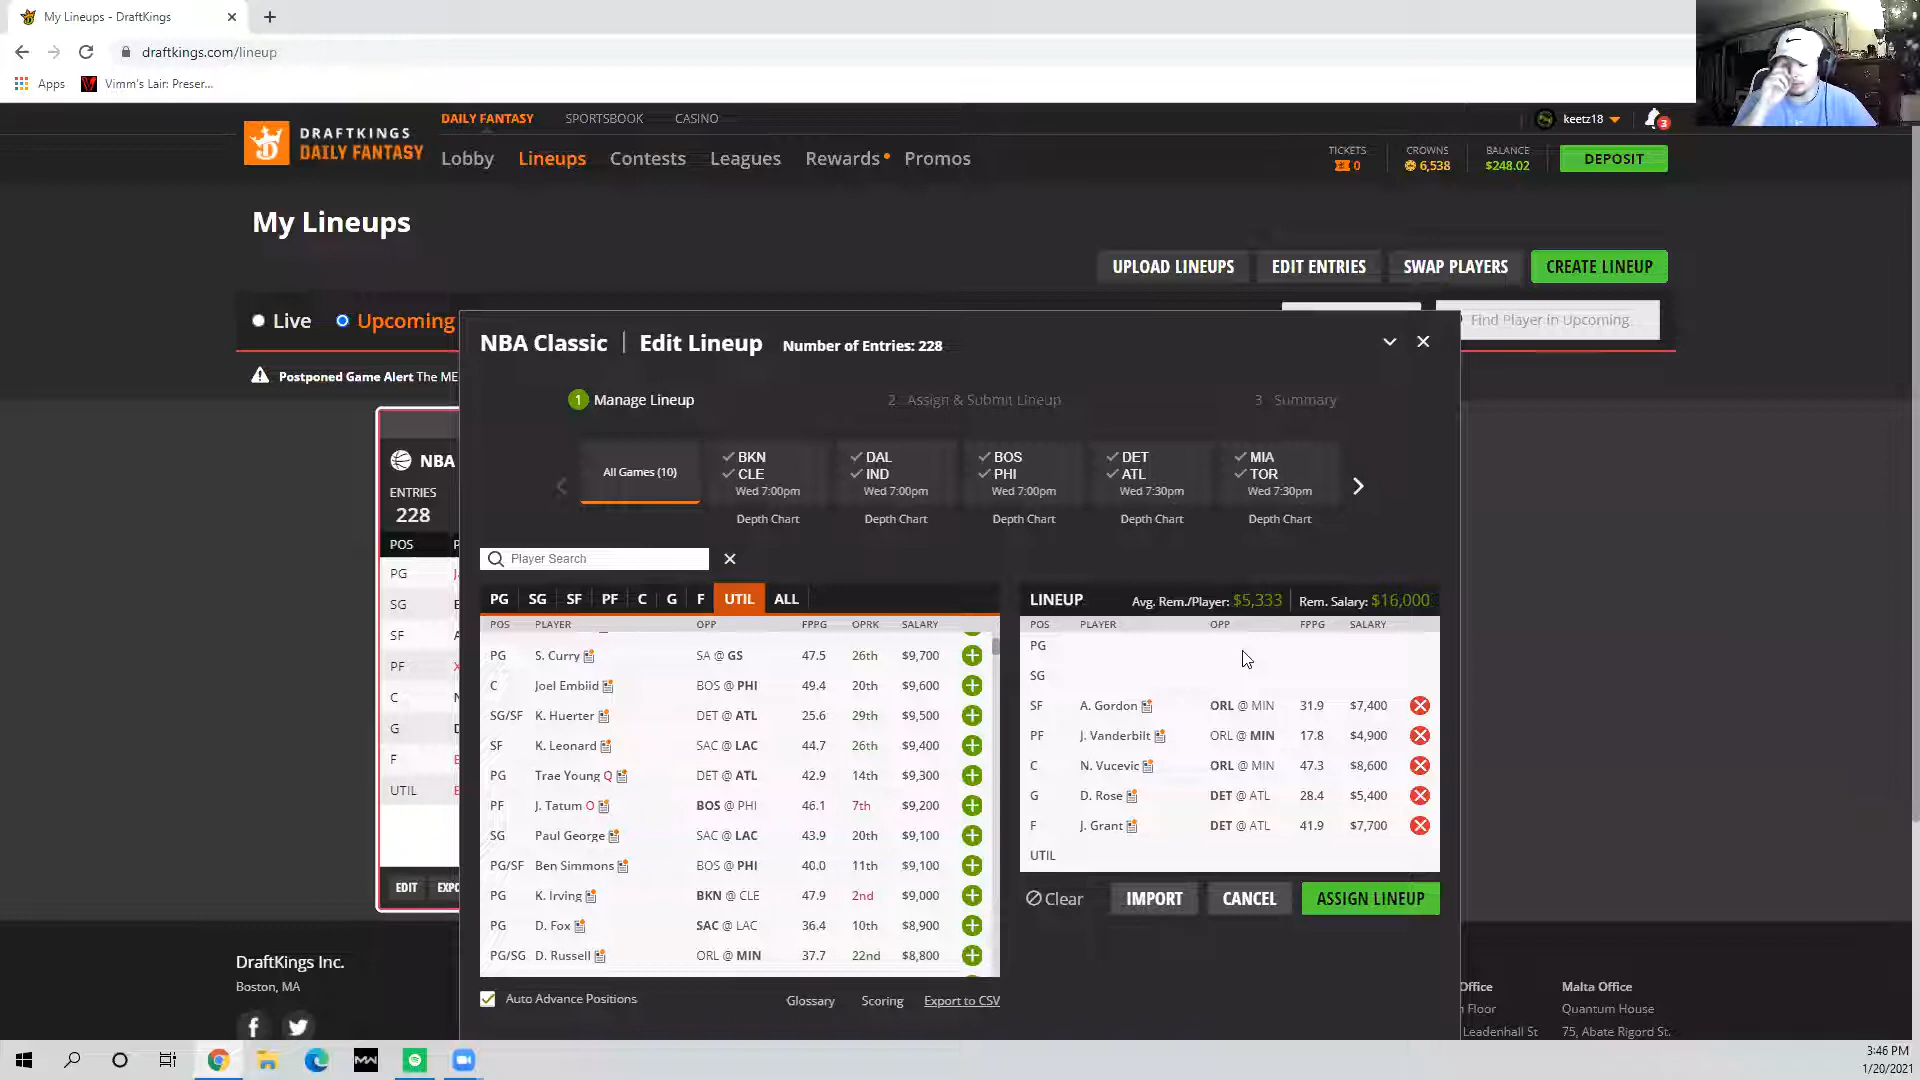 My Lineups - DraftKings
draftkings.com/lineup
Apps Vimm's Lair: Preser...
DAILY FANTASY SPORTSBOOK CASINO keetz18 3
DRAFTKINGS
DAILY FANTASY
Lobby Lineups Contests Leagues Rewards Promos
TICKETS CROWNS BALANCE
0 6,538 $248.02 DEPOSIT
My Lineups
UPLOAD LINEUPS EDIT ENTRIES SWAP PLAYERS CREATE LINEUP
Live Upcoming Find Player in Upcoming
NBA Classic Edit Lineup Number of Entries: 228
Postponed Game Alert The ME
1 Manage Lineup 2 Assign & Submit Lineup 3 Summary
All Games (10)
BKN CLE Wed 7:00pm Depth Chart
DAL IND Wed 7:00pm Depth Chart
BOS PHI Wed 7:00pm Depth Chart
DET ATL Wed 7:30pm Depth Chart
MIA TOR Wed 7:30pm Depth Chart
NBA
ENTRIES
228
POS P
PG
SG
SF
PF
C
G
F
UTIL
EDIT EXPO
Player Search
PG SG SF PF C G F UTIL ALL
POS PLAYER OPP FPPG OPRK SALARY
PG S. Curry SA @ GS 47.5 26th $9,700
C Joel Embiid BOS @ PHI 49.4 20th $9,600
SG/SF K. Huerter DET @ ATL 25.6 29th $9,500
SF K. Leonard SAC @ LAC 44.7 26th $9,400
PG Trae Young Q DET @ ATL 42.9 14th $9,300
PF J. Tatum O BOS @ PHI 46.1 7th $9,200
SG Paul George SAC @ LAC 43.9 20th $9,100
PG/SF Ben Simmons BOS @ PHI 40.0 11th $9,100
PG K. Irving BKN @ CLE 47.9 2nd $9,000
PG D. Fox SAC @ LAC 36.4 10th $8,900
PG/SG D. Russell ORL @ MIN 37.7 22nd $8,800
Auto Advance Positions Glossary Scoring Export to CSV
LINEUP Avg. Rem./Player: $5,333 Rem. Salary: $16,000
POS PLAYER OPP FPPG SALARY
PG
SG
SF A. Gordon ORL @ MIN 31.9 $7,400
PF J. Vanderbilt ORL @ MIN 17.8 $4,900
C N. Vucevic ORL @ MIN 47.3 $8,600
G D. Rose DET @ ATL 28.4 $5,400
F J. Grant DET @ ATL 41.9 $7,700
UTIL
Clear IMPORT CANCEL ASSIGN LINEUP
DraftKings Inc.
Boston, MA
Office
Floor
Leadenhall St
Malta Office
Quantum House
75, Abate Rigord St.
3:46 PM
1/20/2021